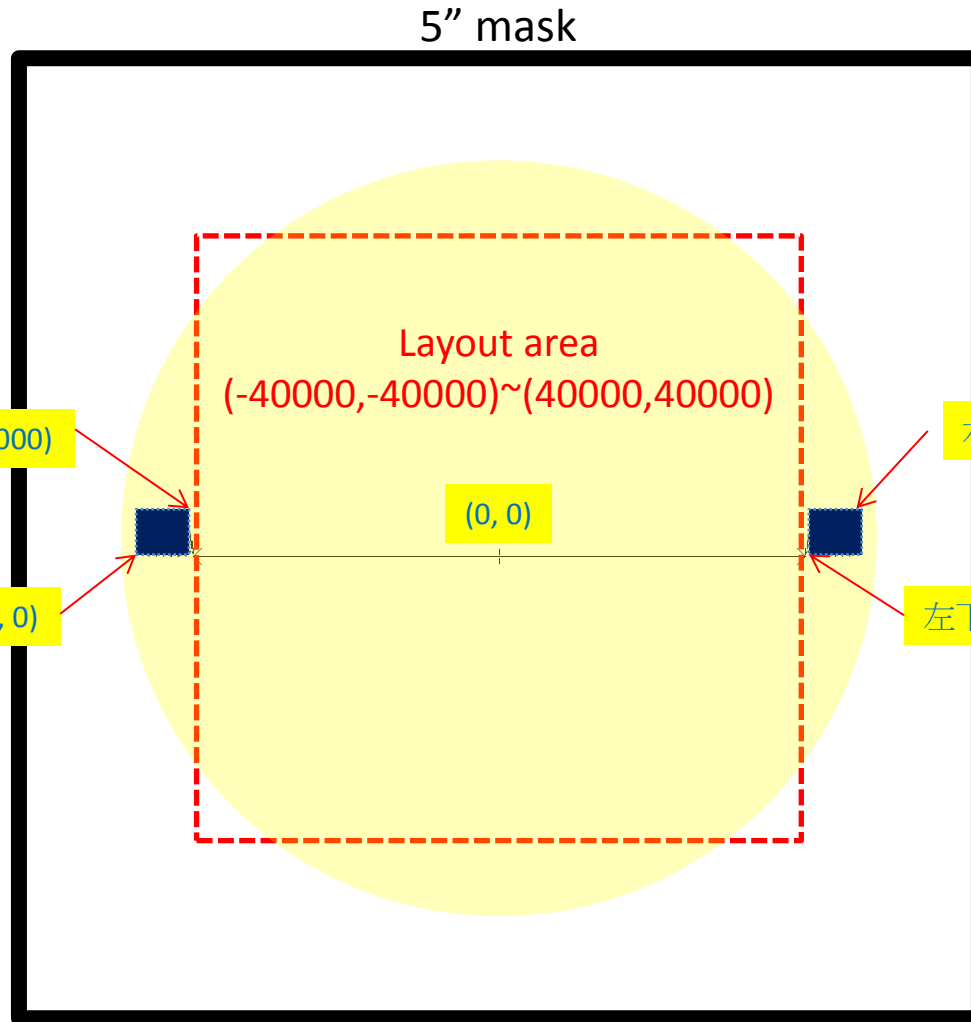 5” mask
Layout area
(-40000,-40000)~(40000,40000)
000)
(0, 0)
, 0)
左下